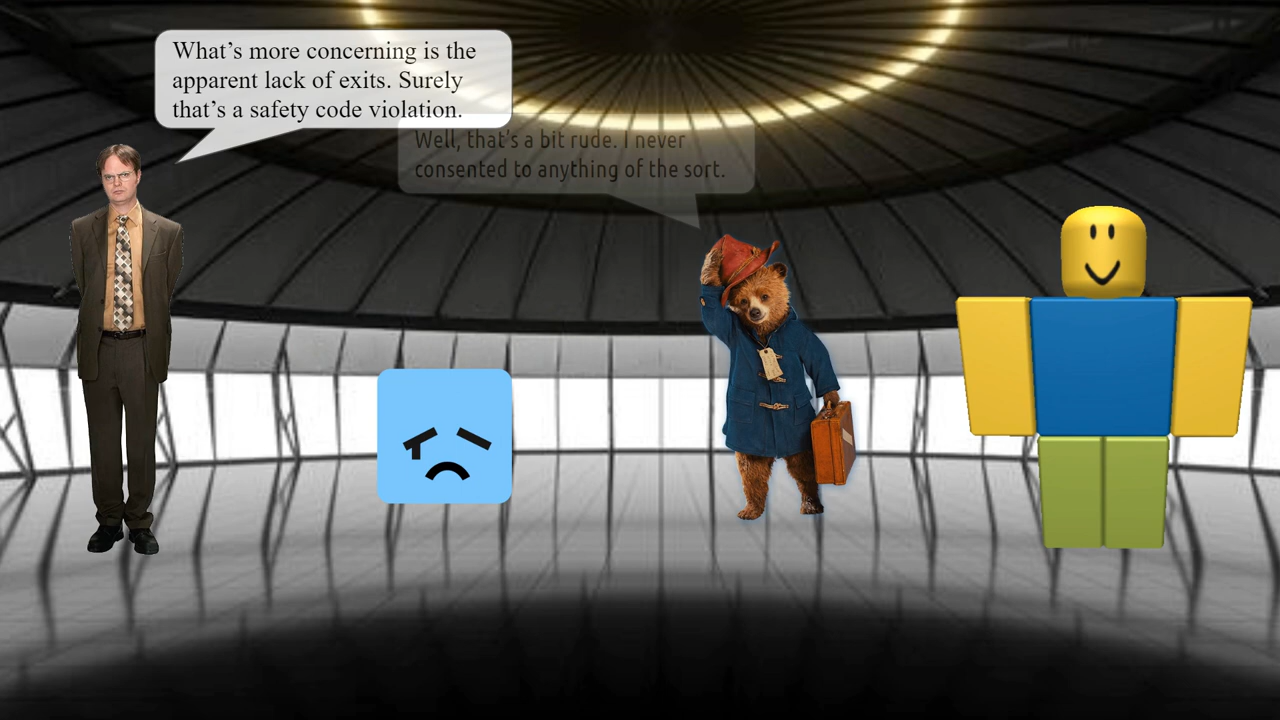 What’s more concerning is the
apparent lack of exits. Surely
that’s a safety code violation.
Well, that’s a bit rude. I never
consented to anything of the sort.